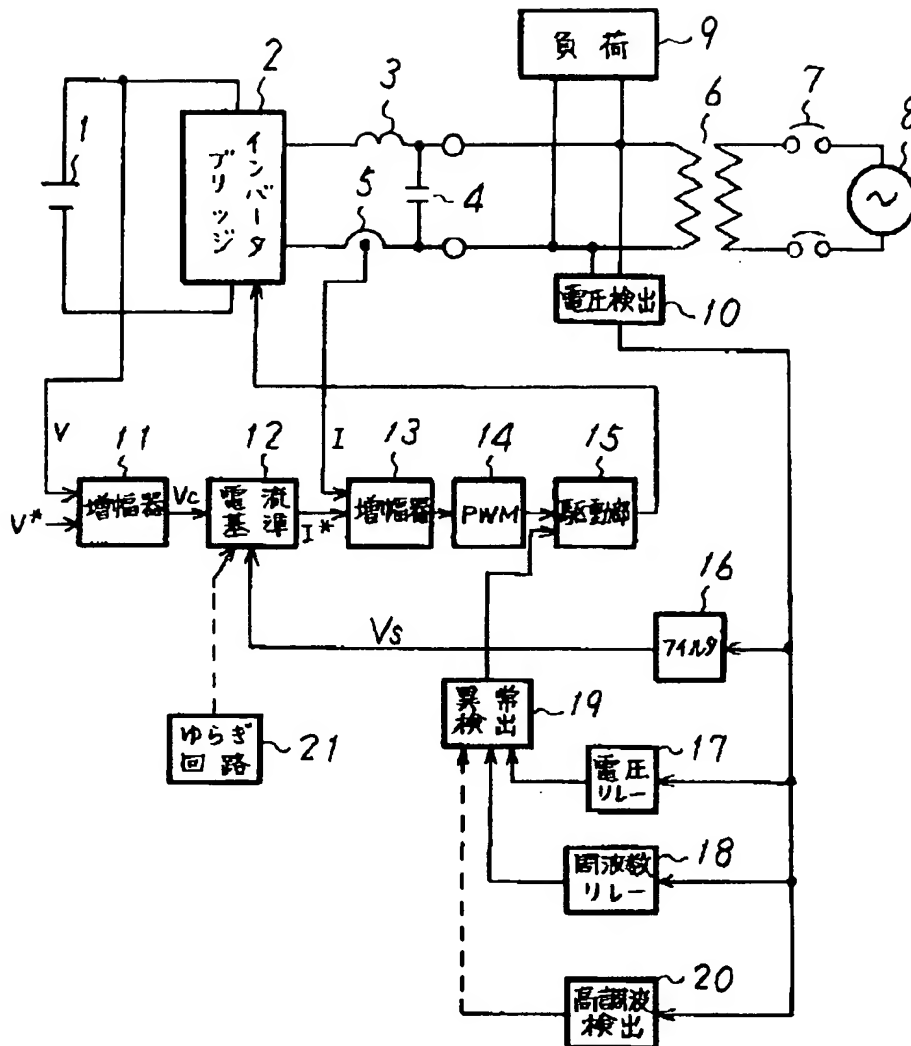 負荷
9
2
インバータ
ブリッジ
3
1
4
5
6
7
8
電圧検出
10
V
V*
11
増幅器
Vc
12
電流
基準
I
I*
13
増幅器
14
PWM
15
駆動部
16
フィルタ
Vs
異常
検出
19
ゆらぎ
回路
21
17
電圧
リレー
18
周波数
リレー
20
高調波
検出